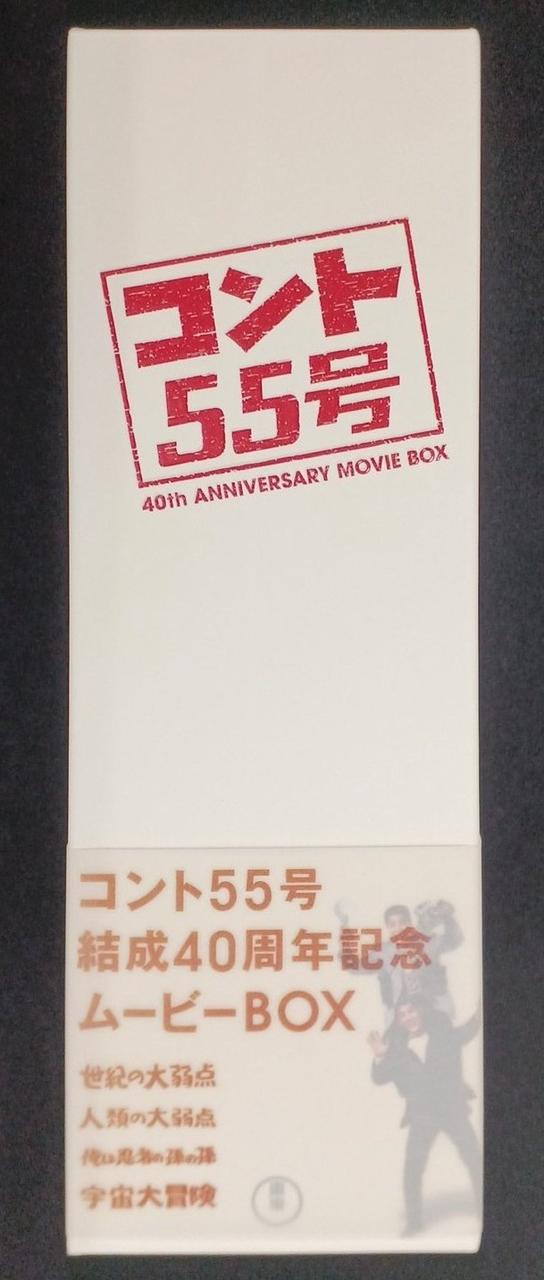 コント
55号
40th ANNIVERSARY MOVIE BOX
コント55号
結成40周年記念
ムービーBOX
世紀の大弱点
人類の大弱点
俺は忍者の孫の孫
宇宙大冒険